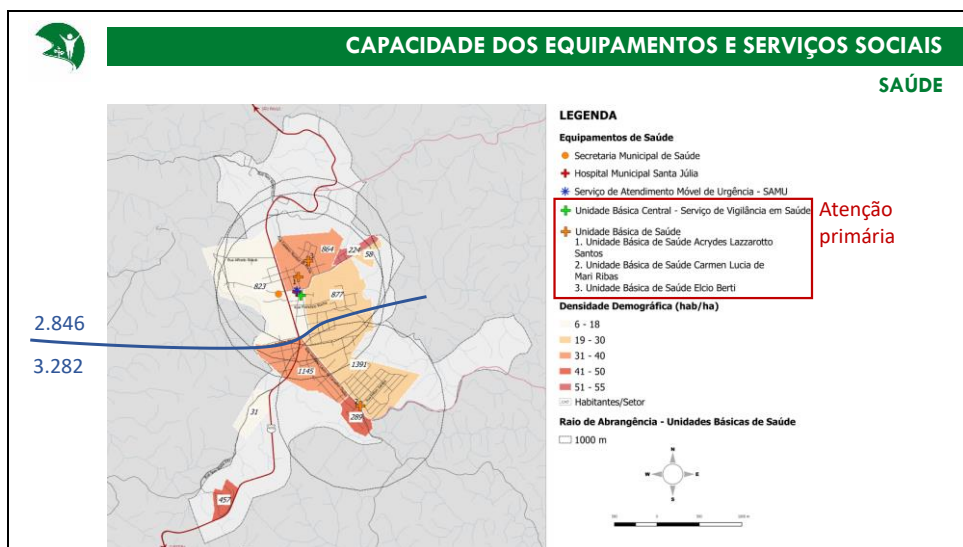 CAPACIDADE DOS EQUIPAMENTOS E SERVIÇOS SOCIAIS
SAÚDE
LEGENDA
Equipamentos de Saúde
Secretaria Municipal de Saúde
Hospital Municipal Santa Júlia
Serviço de Atendimento Móvel de Urgência - SAMU
Unidade Básica Central - Serviço de Vigilância em Saúde
Unidade Básica de Saúde
1. Unidade Básica de Saúde Acrydes Lazzarotto
Santos
2. Unidade Básica de Saúde Carmen Lucia de
Mari Ribas
3. Unidade Básica de Saúde Elcio Berti
Atenção
primária
Densidade Demográfica (hab/ha)
6 - 18
19 - 30
31 - 40
41 - 50
51 - 55
Habitantes/Setor
Raio de Abrangência - Unidades Básicas de Saúde
1000 m
N
W
E
S
864
224
58
823
877
2.846
3.282
1145
1391
31
289
457